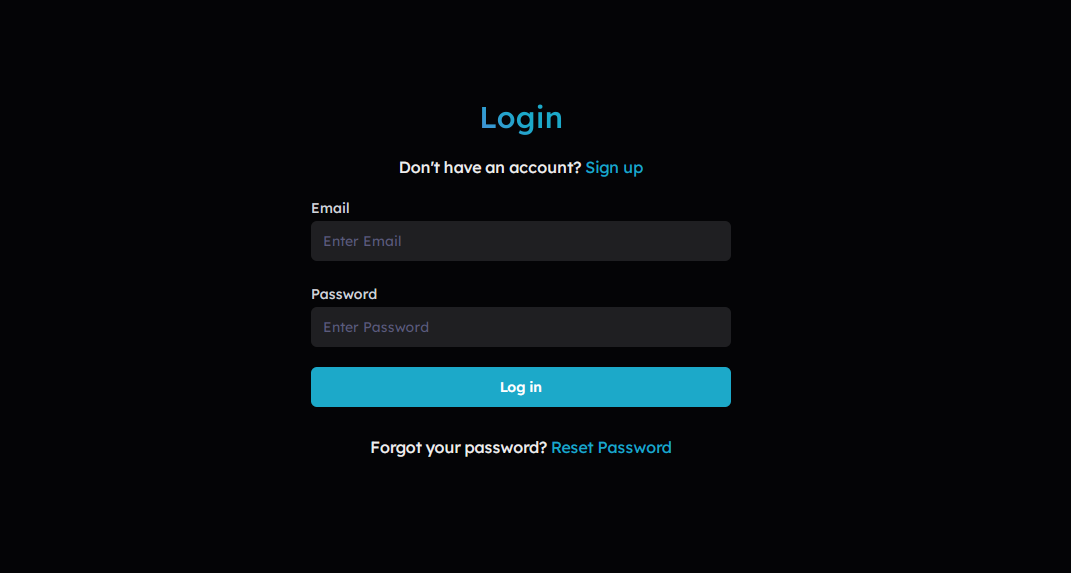 Login
Don't have an account? Sign up
Email
Enter Email
Password
Enter Password
Log in
Forgot your password? Reset Password